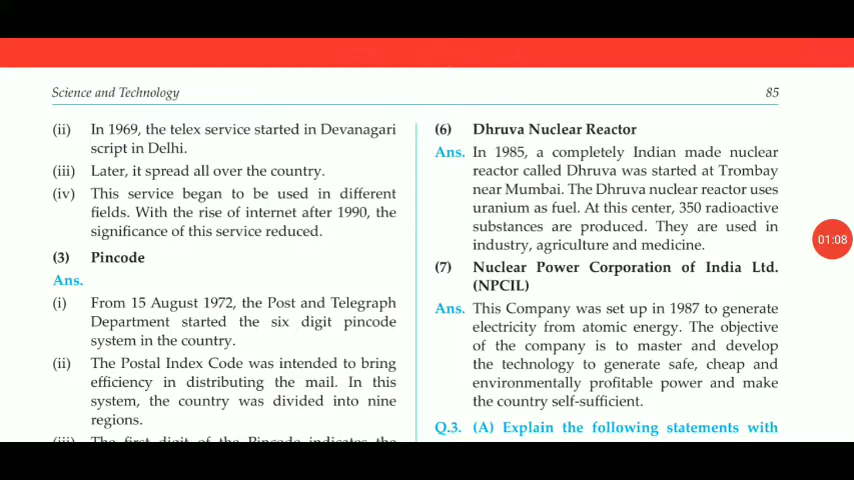 Science and Technology
85
(ii) In 1969, the telex service started in Devanagari
script in Delhi.
(iii) Later, it spread all over the country.
(iv) This service began to be used in different
fields. With the rise of internet after 1990, the
significance of this service reduced.
(3) Pincode
Ans.
(i) From 15 August 1972, the Post and Telegraph
Department started the six digit pincode
system in the country.
(ii) The Postal Index Code was intended to bring
efficiency in distributing the mail. In this
system, the country was divided into nine
regions.
(iii) The first digit of the Pincode indicates the
(6) Dhruva Nuclear Reactor
Ans. In 1985, a completely Indian made nuclear
reactor called Dhruva was started at Trombay
near Mumbai. The Dhruva nuclear reactor uses
uranium as fuel. At this center, 350 radioactive
substances are produced. They are used in
industry, agriculture and medicine.
(7) Nuclear Power Corporation of India Ltd.
(NPCIL)
Ans. This Company was set up in 1987 to generate
electricity from atomic energy. The objective
of the company is to master and develop
the technology to generate safe, cheap and
environmentally profitable power and make
the country self-sufficient.
Q.3. (A) Explain the following statements with
01:08